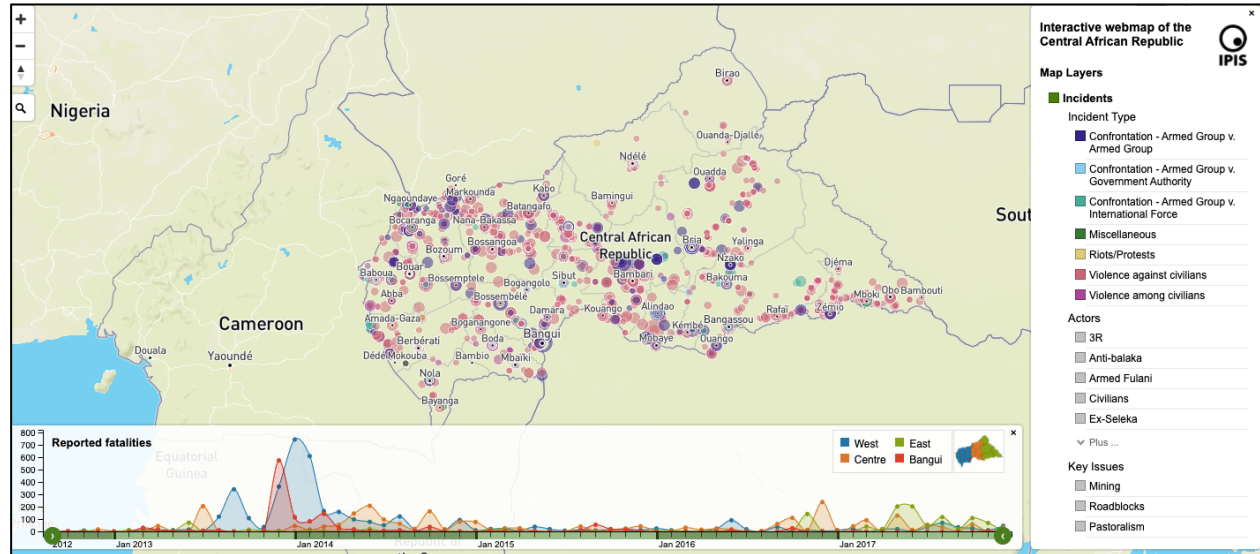 +
−
Nigeria
Cameroon
Douala
Yaoundé
Equatorial
Guinea
Birao
Ouanda-Djallé
Ndélé
Ouadda
Goré
Markounda
Kabo
Ngaoundaye
Bamingui
Batangafo
Bocaranga
Nana-Bakassa
Central African
Republic
Bossangoa
Bria
Yalinga
Bozoum
Nzako
Djéma
Bouar
Baboua
Bossemptele
Sibut
Bambari
Bakouma
Bogangolo
Obo
Bambouti
Mboki
Abba
Bossembélé
Zémio
Rafaï
Damara
Kouango
Alindao
Bangassou
Amada-Gaza
Boganangone
Kémbé
Bangui
Mobaye
Ouango
Berbérati
Boda
Dédé Mokouba
Bambio
Mbaïki
Nola
Bayanga
Sout
Interactive webmap of the
Central African Republic
IPIS
×
Map Layers
Incidents
Incident Type
Confrontation - Armed Group v.
Armed Group
Confrontation - Armed Group v.
Government Authority
Confrontation - Armed Group v.
International Force
Miscellaneous
Riots/Protests
Violence against civilians
Violence among civilians
Actors
3R
Anti-balaka
Armed Fulani
Civilians
Ex-Seleka
Plus ...
Key Issues
Mining
Roadblocks
Pastoralism
Reported fatalities
West
East
Centre
Bangui
×
800
700
600
500
400
300
200
100
0
2012
Jan 2013
Jan 2014
Jan 2015
Jan 2016
Jan 2017